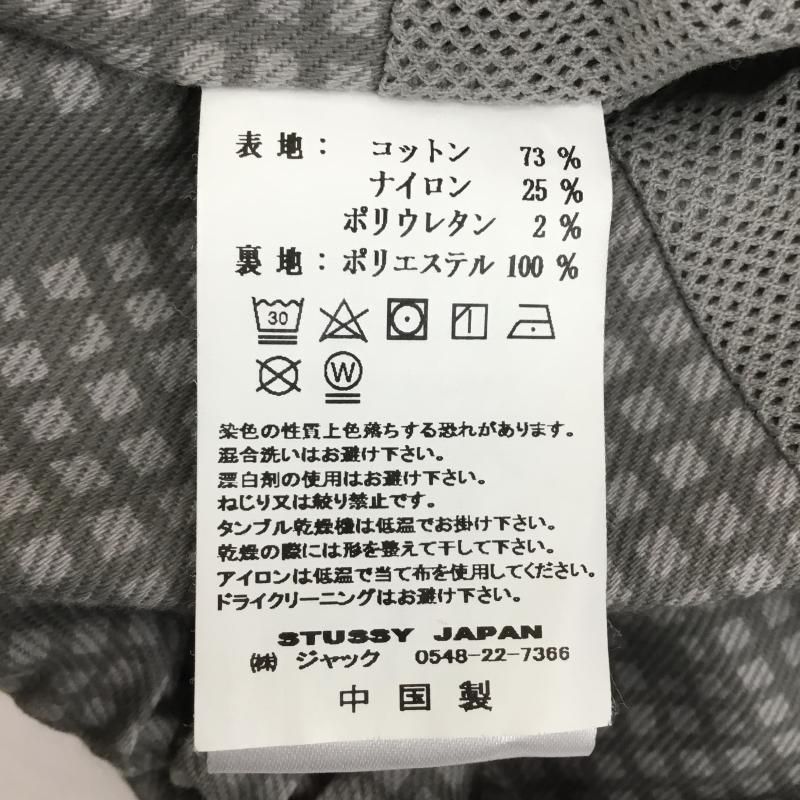 表地： コットン 73 %
ナイロン 25 %
ポリウレタン 2 %
裏地：ポリエステル 100 %
30
W
染色の性質上色落ちする恐れがあります。
混合洗いはお避け下さい。
漂白剤の使用はお避け下さい。
ねじり又は絞り禁止です。
タンブル乾燥機は低温でお掛け下さい。
乾燥の際には形を整えて干して下さい。
アイロンは低温で当て布を使用してください。
ドライクリーニングはお避け下さい。
STUSSY JAPAN
㈱ ジャック 0548-22-7366
中国製